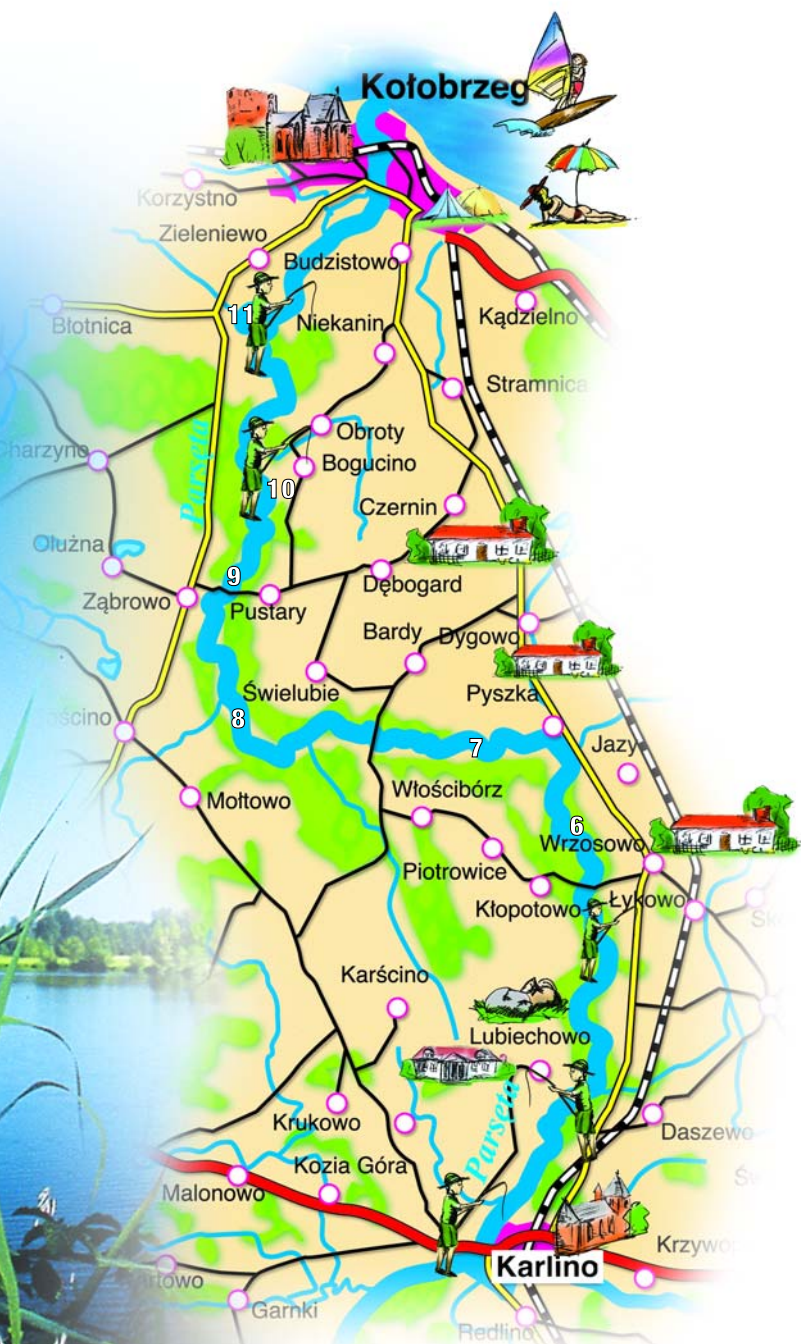 Kołobrzeg
Korzystno
Zieleniewo
Budzistowo
11
Błotnica
Niekanin
Kądzielno
Stramnica
Parsęta
Obroty
Charzyno
Bogucino
10
Czernin
Olużna
9
Dębogard
Ząbrowo
Pustary
Bardy
Dygowo
Świelubie
Pyszka
8
7
Jazy
Mołtowo
Włościbórz
6
Wrzosowo
Piotrowice
Kłopotowo
Łykowo
Karścino
Lubiechowo
Parsęta
Krukowo
Daszewo
Kozia Góra
Malonowo
Karlino
Garnki
Redlino